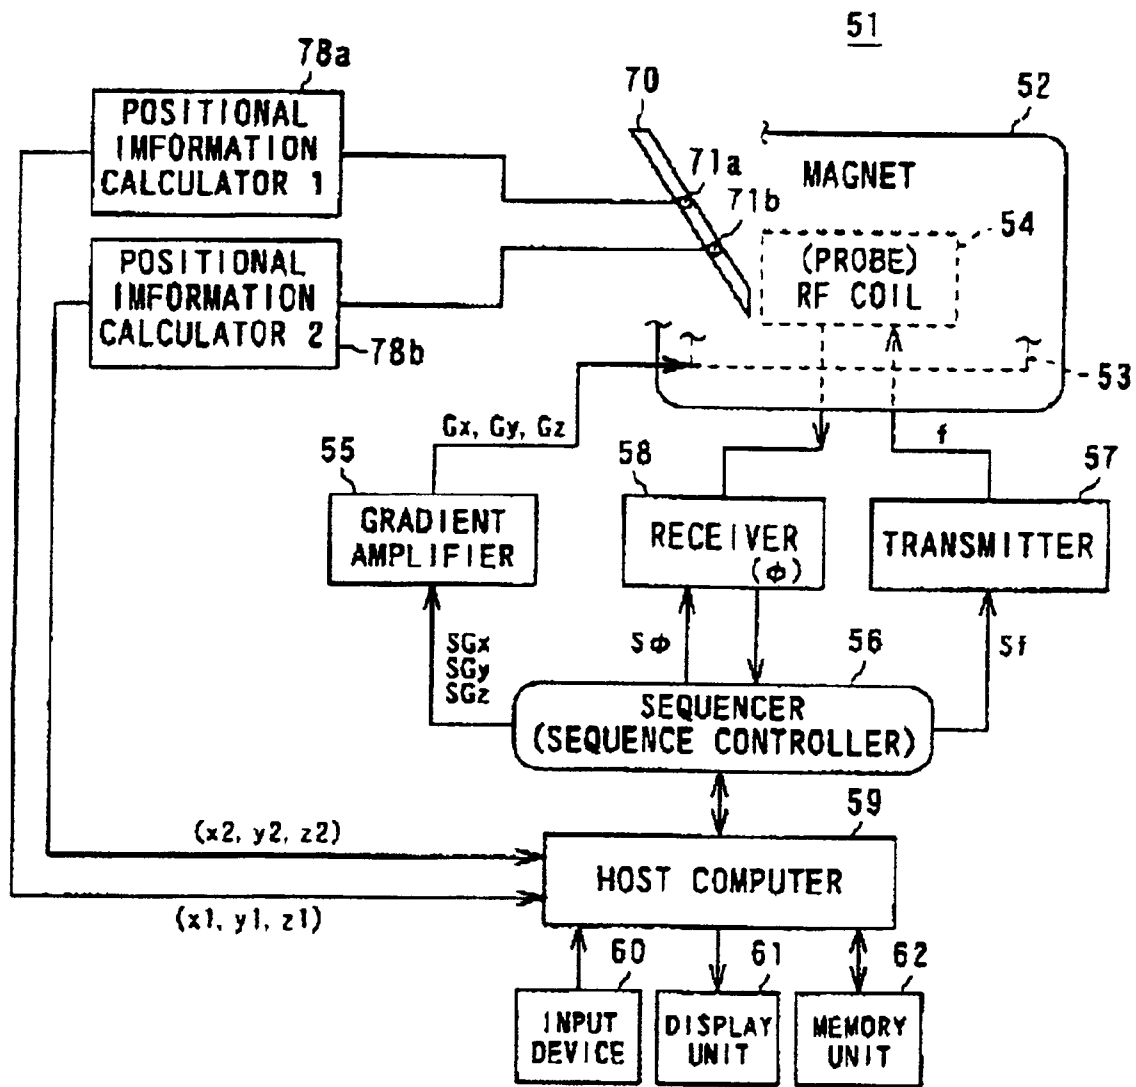 51
78a
POSITIONAL
IMFORMATION
CALCULATOR 1
70
52
71a
MAGNET
71b
POSITIONAL
IMFORMATION
CALCULATOR 2
78b
54
(PROBE)
RF COIL
53
Gx, Gy, Gz
f
55
GRADIENT
AMPLIFIER
58
RECEIVER
(Φ)
57
TRANSMITTER
SGx
SGy
SGz
SΦ
Sf
56
SEQUENCER
(SEQUENCE CONTROLLER)
59
(x2, y2, z2)
HOST COMPUTER
(x1, y1, z1)
60
INPUT
DEVICE
61
DISPLAY
UNIT
62
MEMORY
UNIT